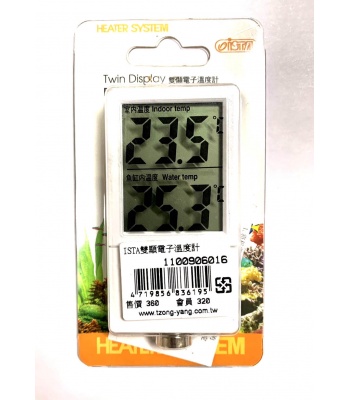 HEATER SYSTEM
ISTA
Twin Display 雙顯電子溫度計
室內溫度 Indoor temp
23.5℃
魚缸內溫度 Water temp
25.3℃
ISTA雙顯電子溫度計
1100906016
4 719856 836195
售價 360 會員 320
www.tzong-yang.com.tw
HEATER SYSTEM